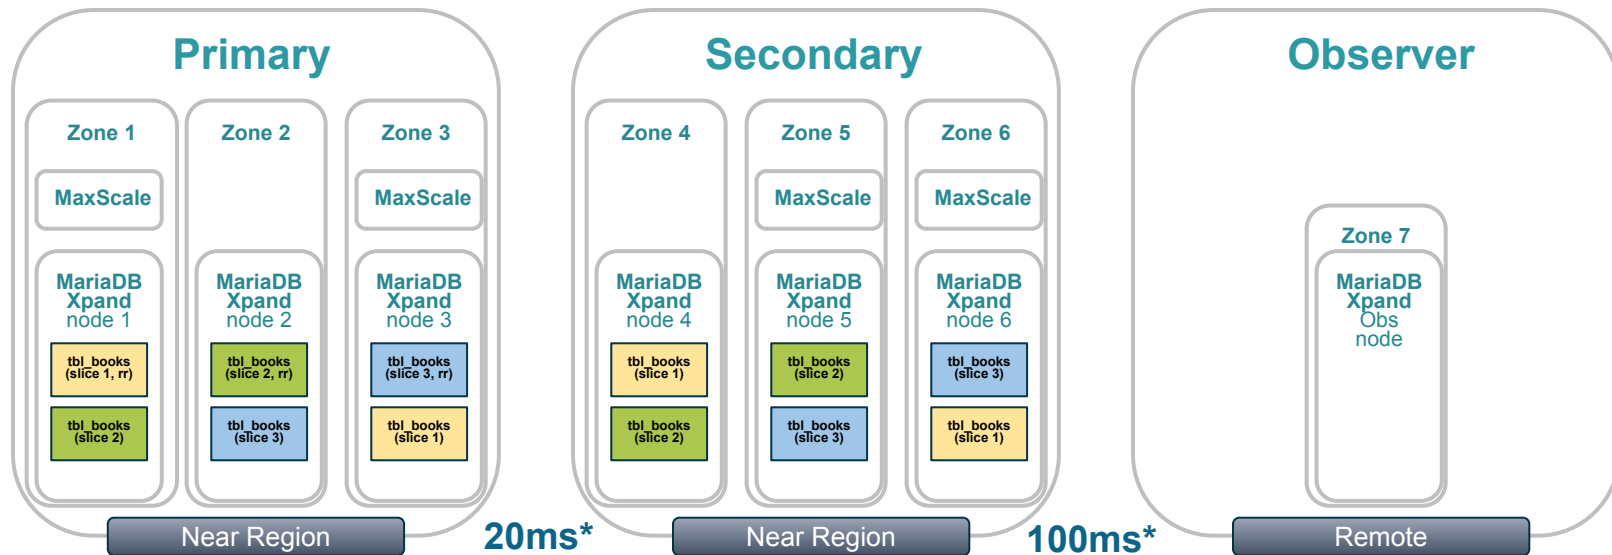 Primary
Zone 1
MaxScale
MariaDB
Xpand
node 1
tbl_books
(slice 1, rr)
tbl_books
(slice 2)
Zone 2
MariaDB
Xpand
node 2
tbl_books
(slice 2, rr)
tbl_books
(slice 3)
Zone 3
MaxScale
MariaDB
Xpand
node 3
tbl_books
(slice 3, rr)
tbl_books
(slice 1)
Near Region
20ms*
Secondary
Zone 4
MariaDB
Xpand
node 4
tbl_books
(slice 1)
tbl_books
(slice 2)
Zone 5
MaxScale
MariaDB
Xpand
node 5
tbl_books
(slice 2)
tbl_books
(slice 3)
Zone 6
MaxScale
MariaDB
Xpand
node 6
tbl_books
(slice 3)
tbl_books
(slice 1)
Near Region
100ms*
Observer
Zone 7
MariaDB
Xpand
Obs
node
Remote